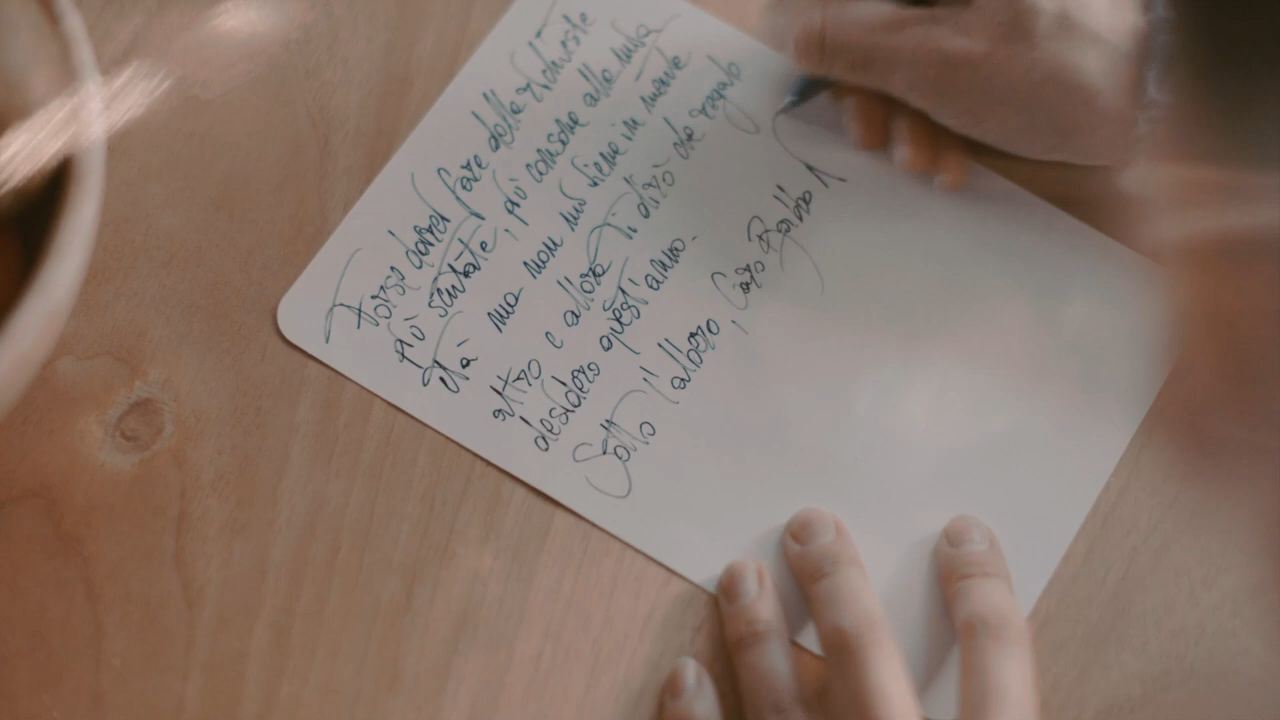 Forse dovrei fare delle richieste
più sensate, più consone alla mia
età ma non mi viene in mente
altro e allora Ti dirò che regalo
desidero quest'anno.
Sotto l'albero, Caro Babbo